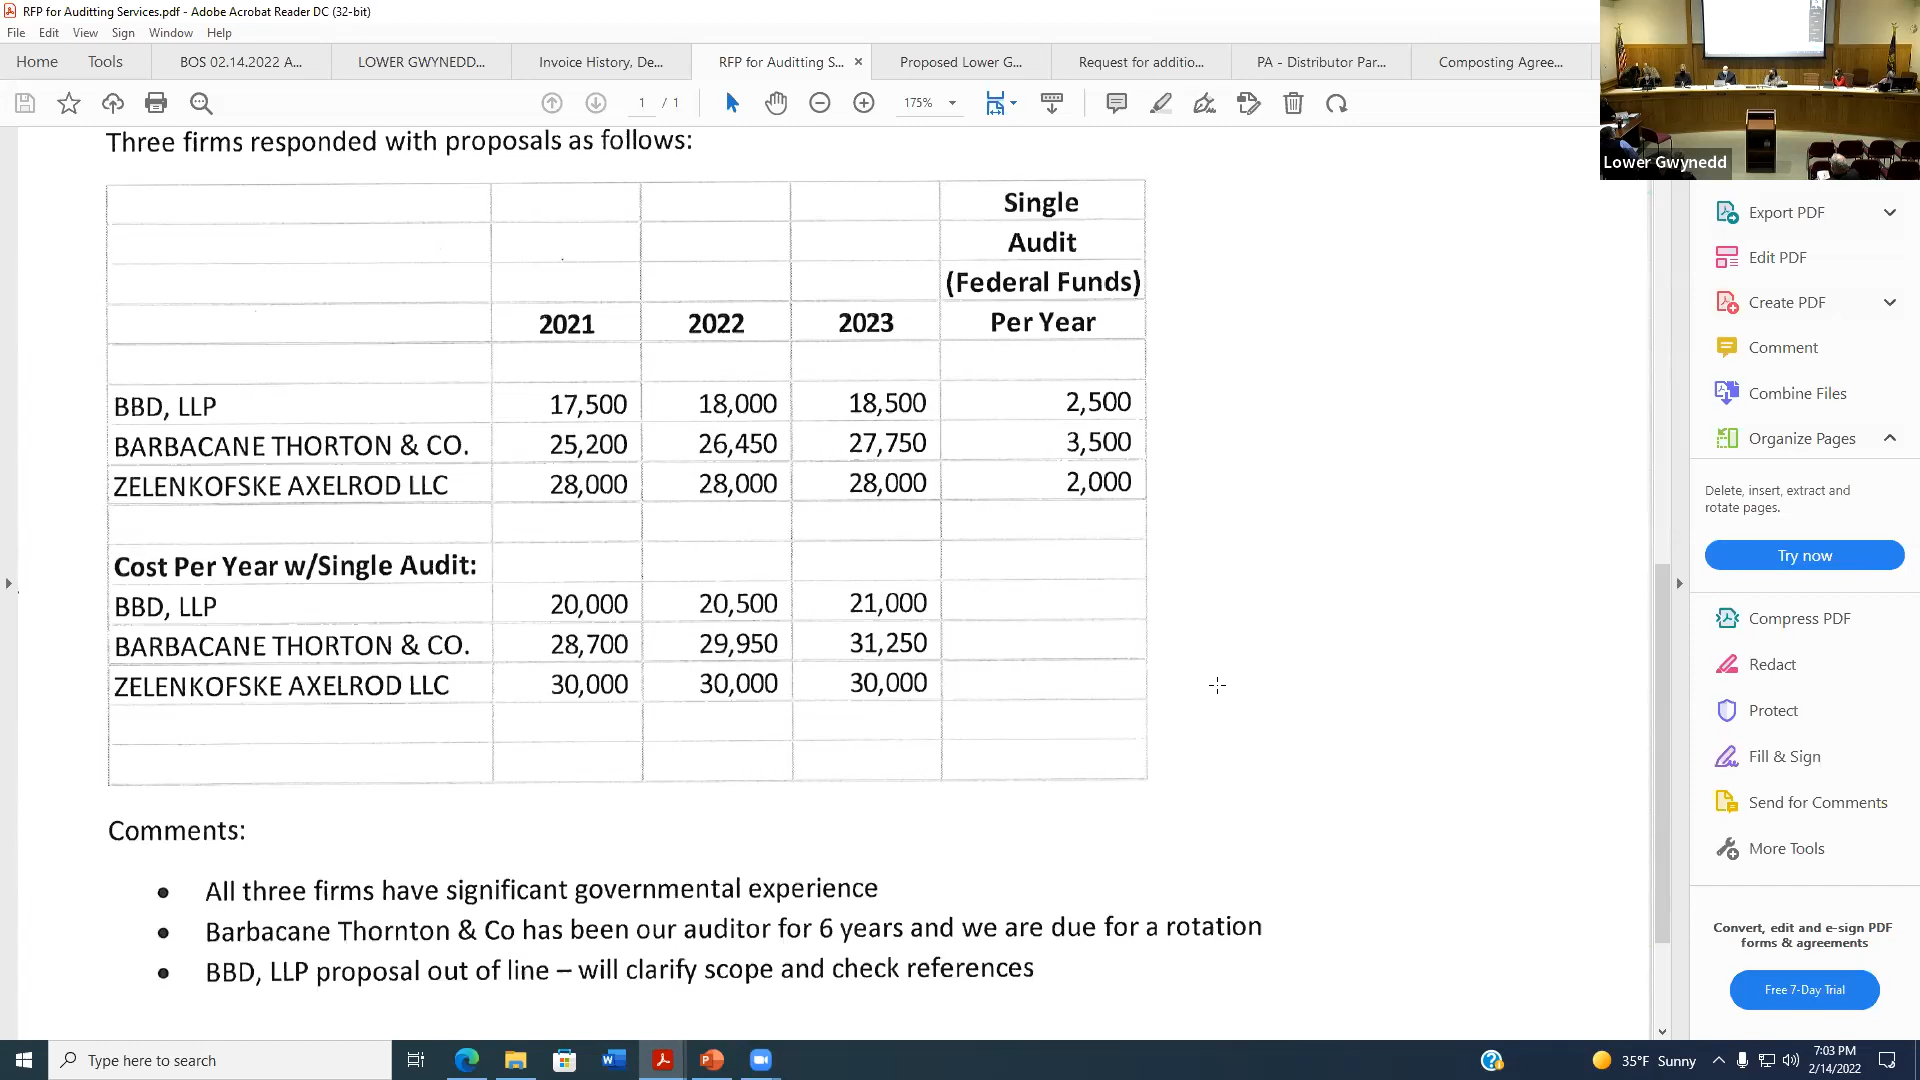 RFP for Auditting Services.pdf - Adobe Acrobat Reader DC (32-bit)
File Edit View Sign Window Help
Home Tools BOS 02.14.2022 A... LOWER GWYNEDD... Invoice History, De... RFP for Auditting S... × Proposed Lower G... Request for additio... PA - Distributor Par... Composting Agree...
1 / 1 175%
Lower Gwynedd
Three firms responded with proposals as follows:
Single
Audit
(Federal Funds)
2021 2022 2023 Per Year
BBD, LLP 17,500 18,000 18,500 2,500
BARBACANE THORTON & CO. 25,200 26,450 27,750 3,500
ZELENKOFSKE AXELROD LLC 28,000 28,000 28,000 2,000
Cost Per Year w/Single Audit:
BBD, LLP 20,000 20,500 21,000
BARBACANE THORTON & CO. 28,700 29,950 31,250
ZELENKOFSKE AXELROD LLC 30,000 30,000 30,000
Comments:
• All three firms have significant governmental experience
• Barbacane Thornton & Co has been our auditor for 6 years and we are due for a rotation
• BBD, LLP proposal out of line – will clarify scope and check references
Export PDF
Edit PDF
Create PDF
Comment
Combine Files
Organize Pages
Delete, insert, extract and
rotate pages.
Try now
Compress PDF
Redact
Protect
Fill & Sign
Send for Comments
More Tools
Convert, edit and e-sign PDF
forms & agreements
Free 7-Day Trial
Type here to search
35°F Sunny
7:03 PM
2/14/2022